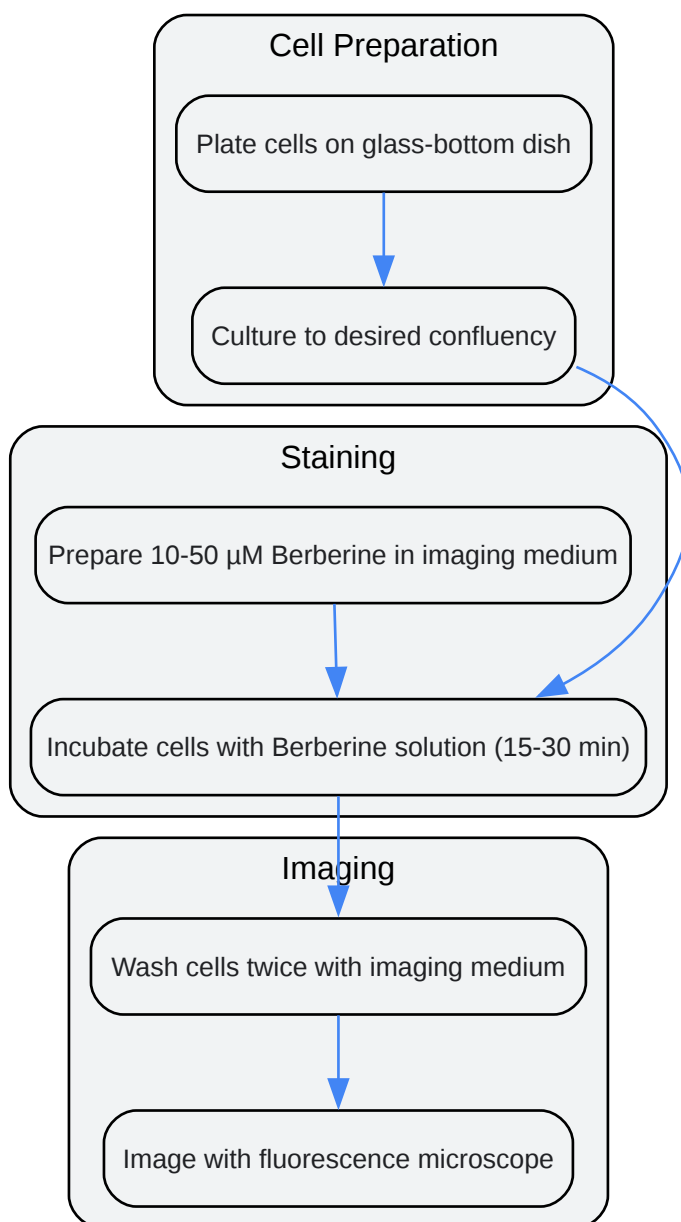 Cell Preparation
Plate cells on glass-bottom dish
Culture to desired confluency
Staining
Prepare 10-50 µM Berberine in imaging medium
Incubate cells with Berberine solution (15-30 min)
Imaging
Wash cells twice with imaging medium
Image with fluorescence microscope